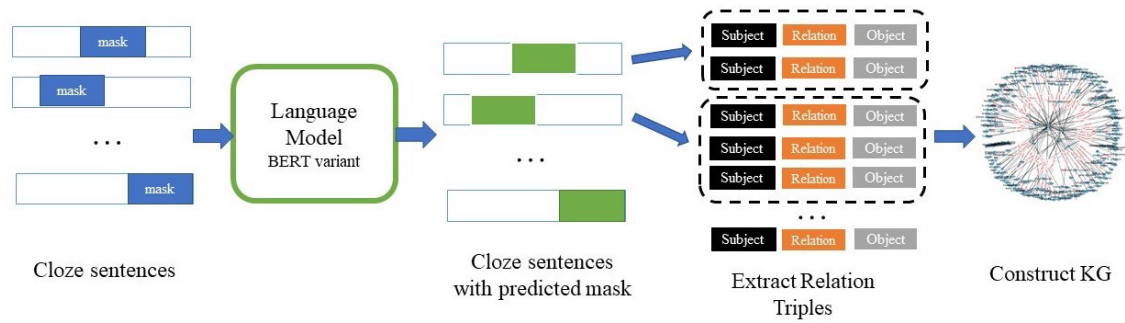 mask
mask
...
mask
Cloze sentences
Language
Model
BERT variant
...
Cloze sentences
with predicted mask
Subject Relation Object
Subject Relation Object
Subject Relation Object
Subject Relation Object
Subject Relation Object
...
Subject Relation Object
Extract Relation
Triples
Construct KG